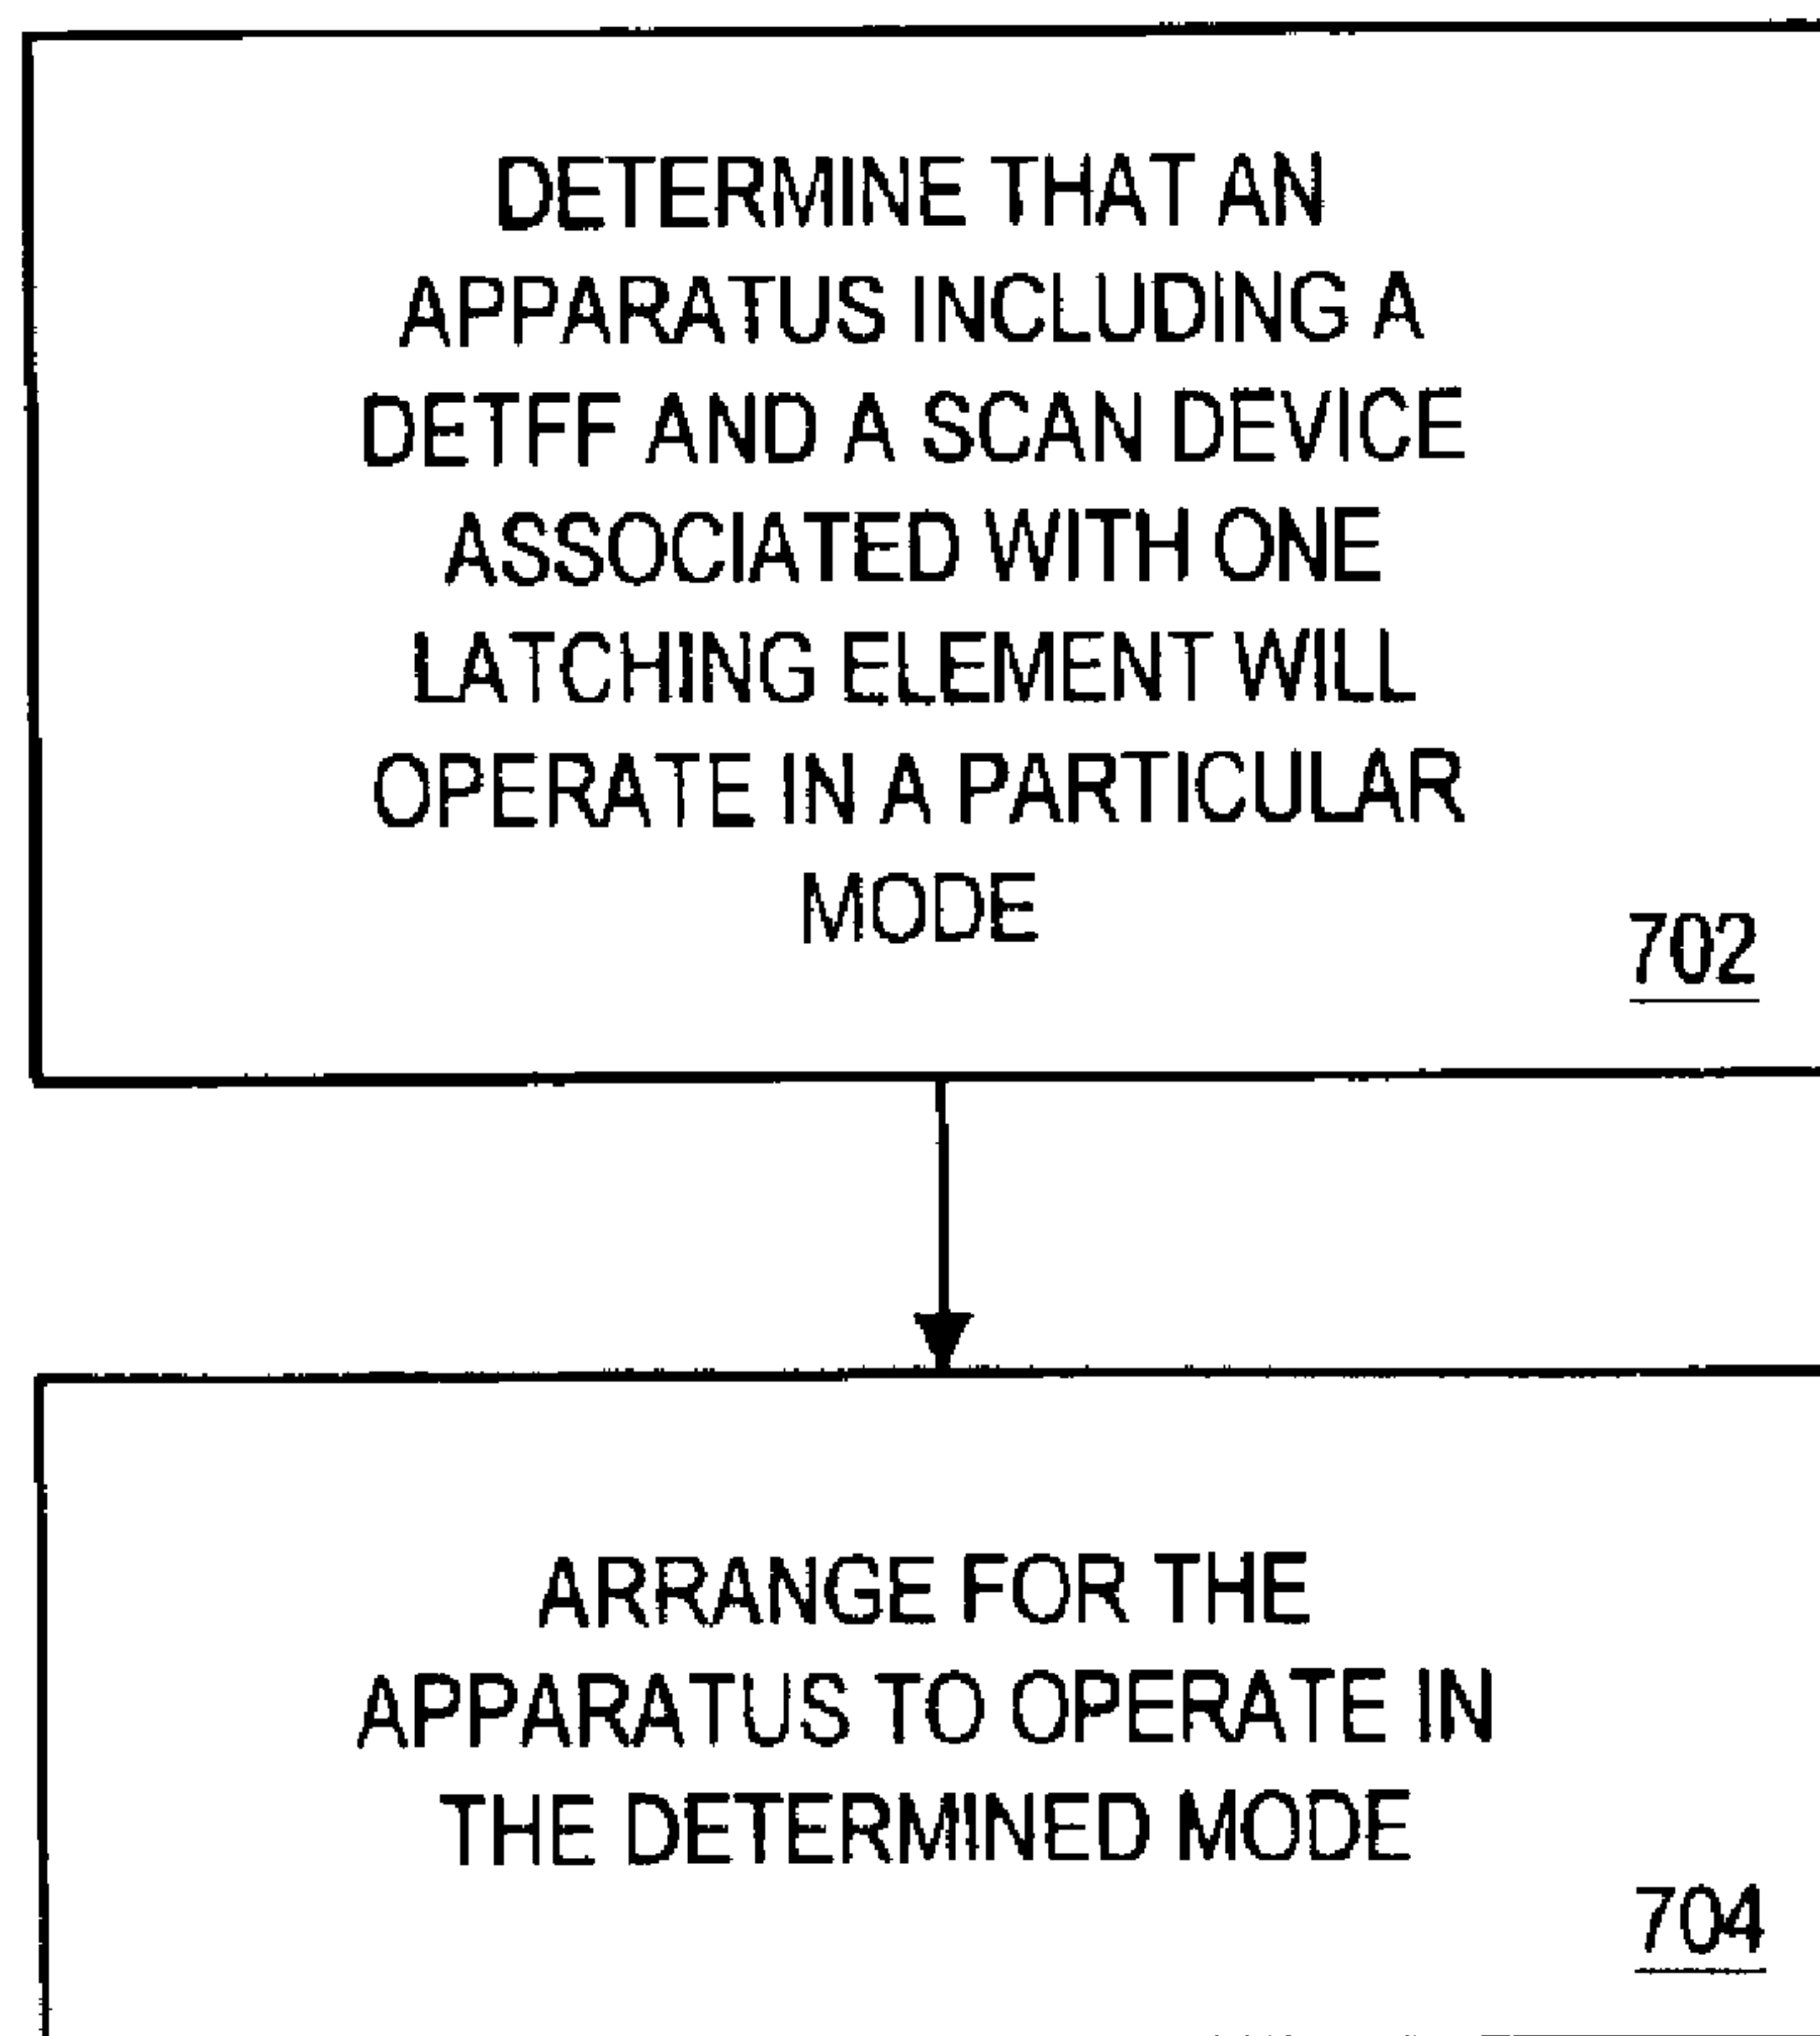 DETERMINE THAT AN
APPARATUS INCLUDING A
DETFF AND A SCAN DEVICE
ASSOCIATED WITH ONE
LATCHING ELEMENT WILL
OPERATE IN A PARTICULAR
MODE
702
ARRANGE FOR THE
APPARATUS TO OPERATE IN
THE DETERMINED MODE
704